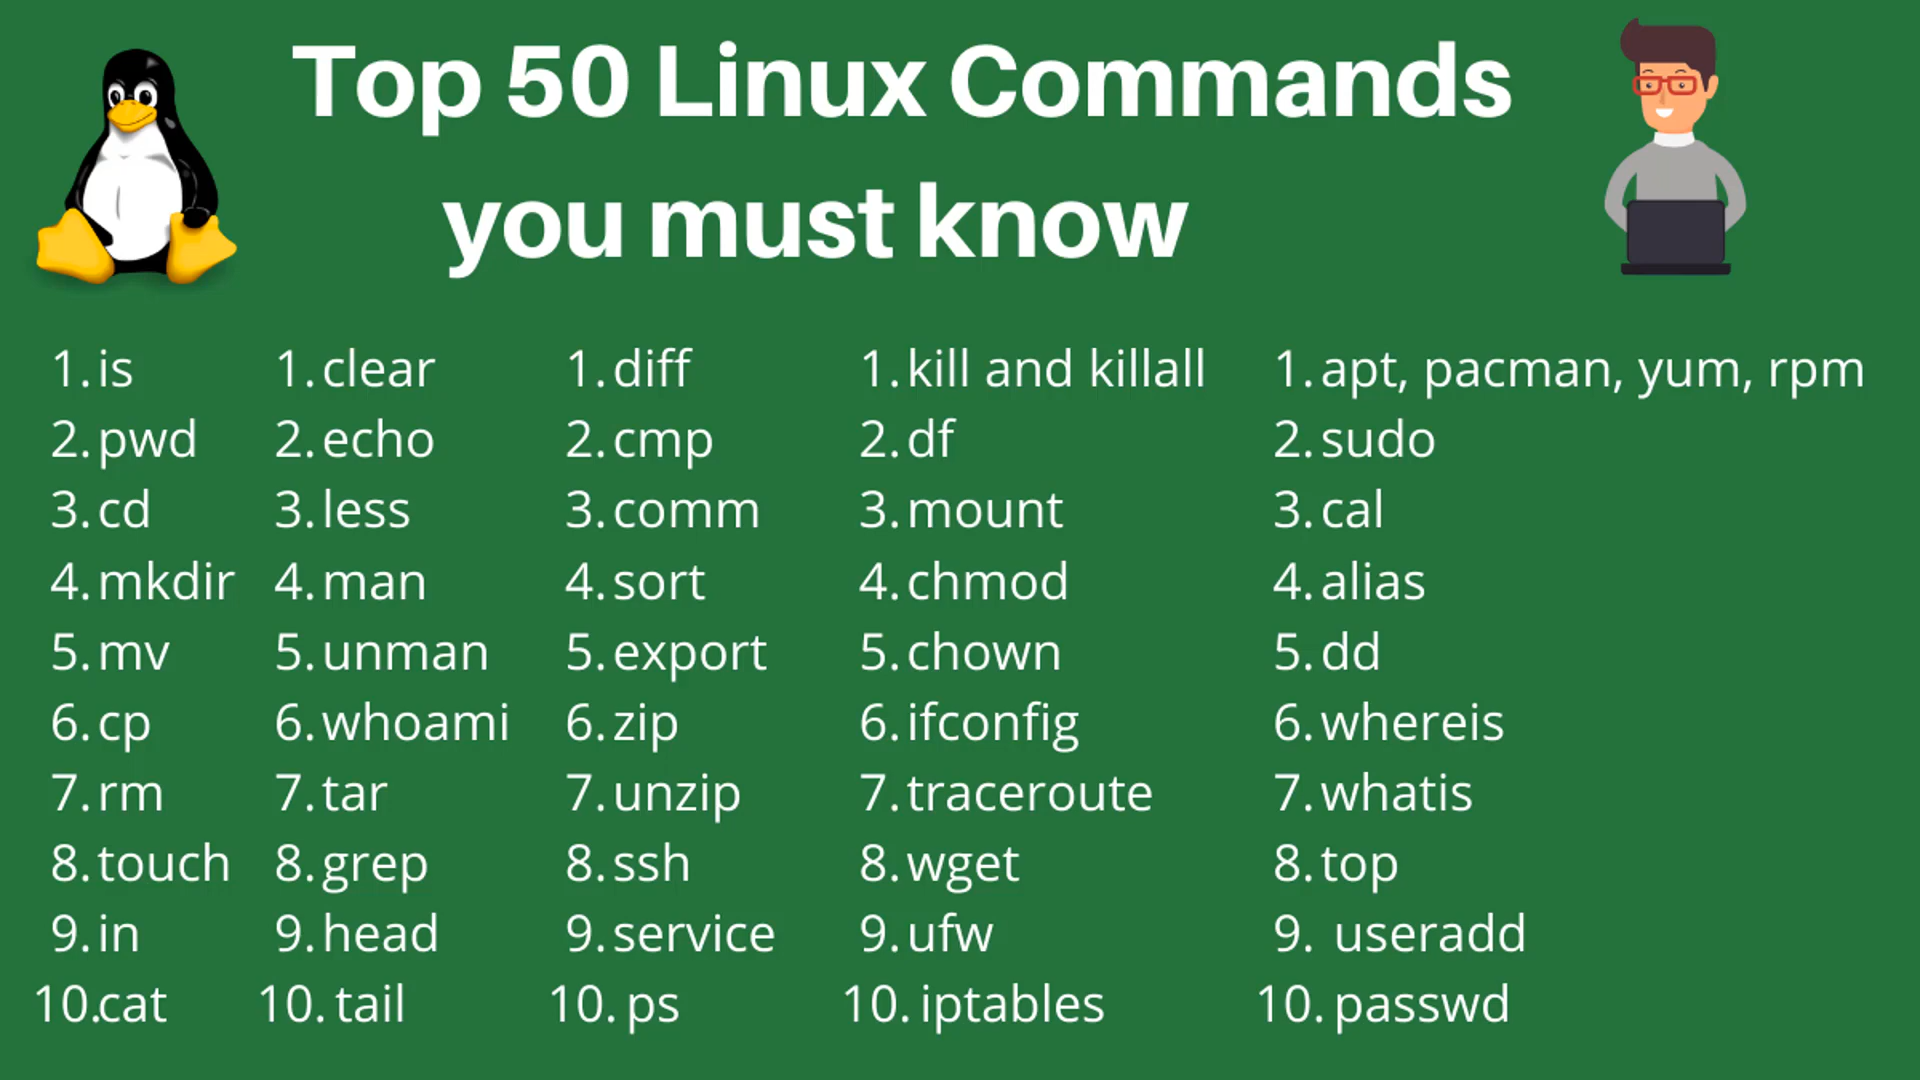 Top 50 Linux Commands
you must know
1. is
2. pwd
3. cd
4. mkdir
5. mv
6. cp
7. rm
8. touch
9. in
10. cat
1. clear
2. echo
3. less
4. man
5. unman
6. whoami
7. tar
8. grep
9. head
10. tail
1. diff
2. cmp
3. comm
4. sort
5. export
6. zip
7. unzip
8. ssh
9. service
10. ps
1. kill and killall
2. df
3. mount
4. chmod
5. chown
6. ifconfig
7. traceroute
8. wget
9. ufw
10. iptables
1. apt, pacman, yum, rpm
2. sudo
3. cal
4. alias
5. dd
6. whereis
7. whatis
8. top
9. useradd
10. passwd